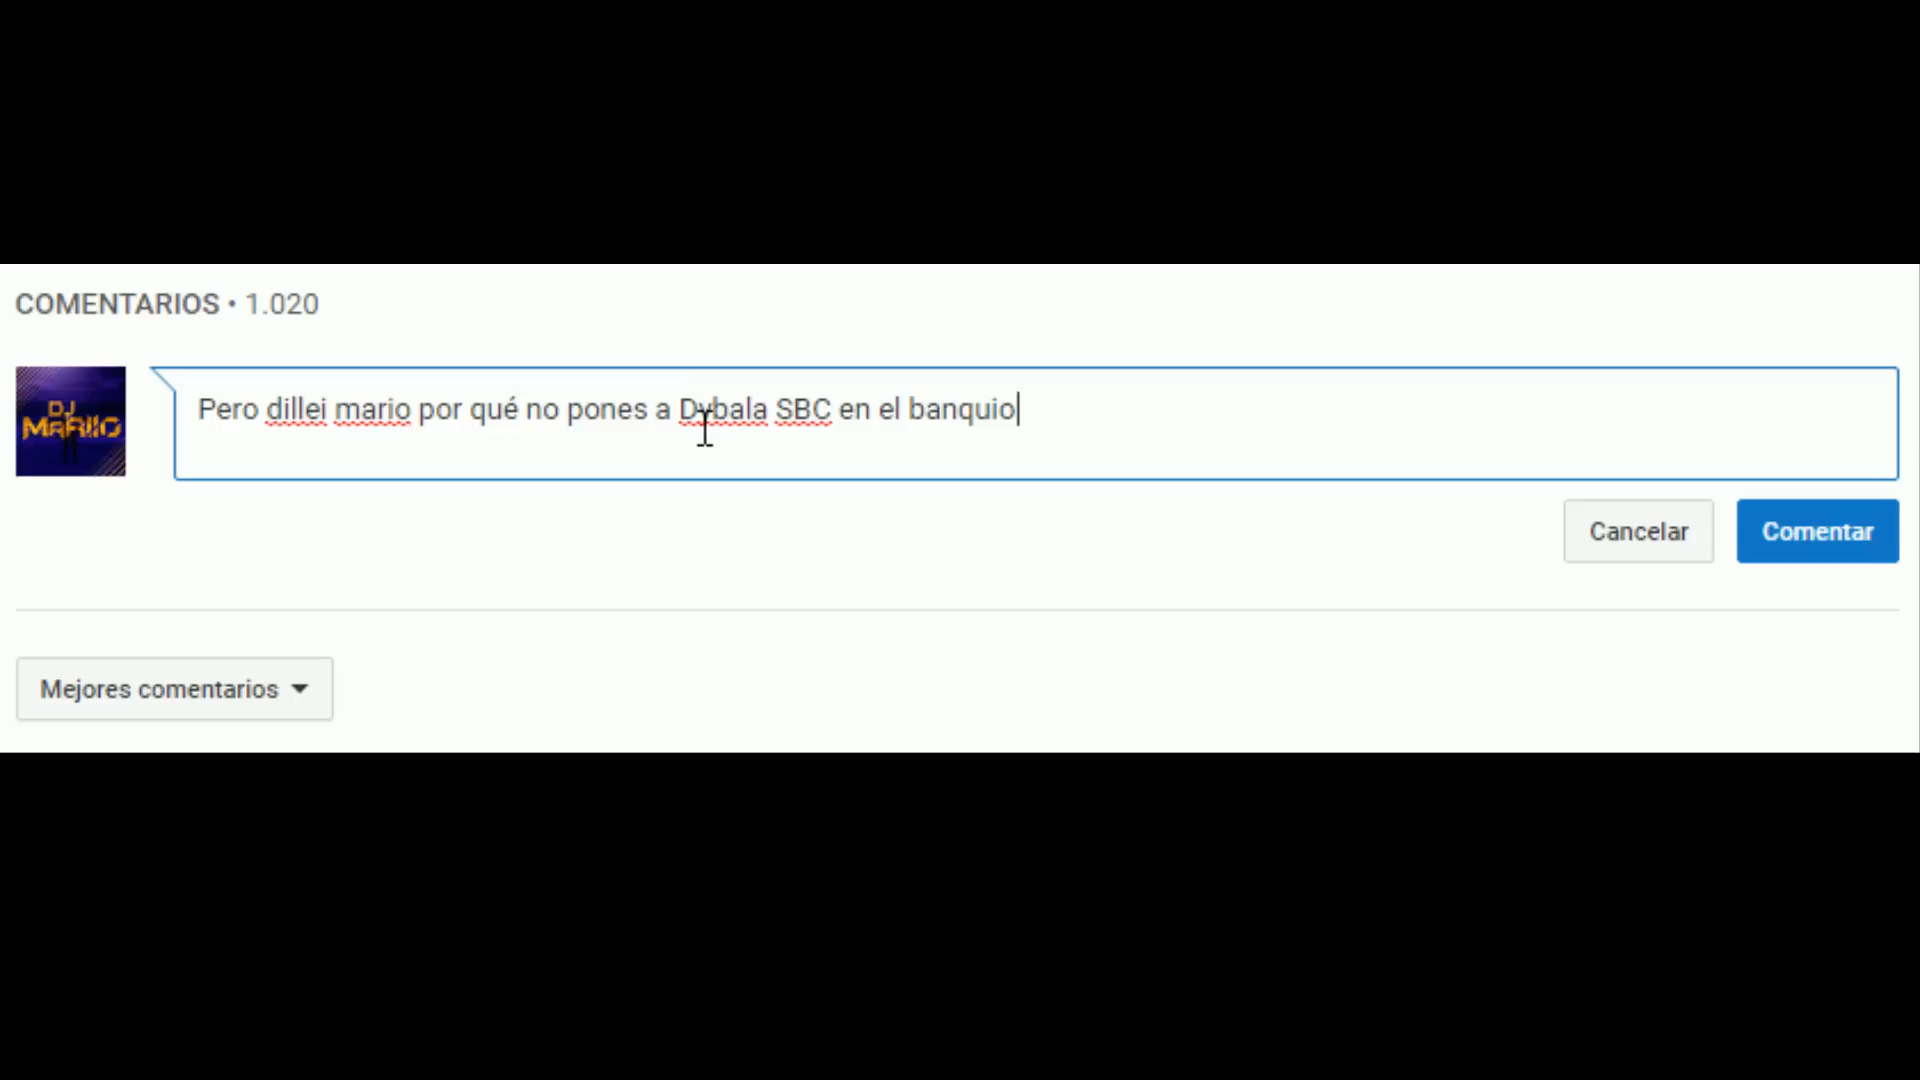 COMENTARIOS • 1.020
DJ
MARIIO
Pero dillei mario por qué no pones a Dybala SBC en el banquio
Cancelar
Comentar
Mejores comentarios